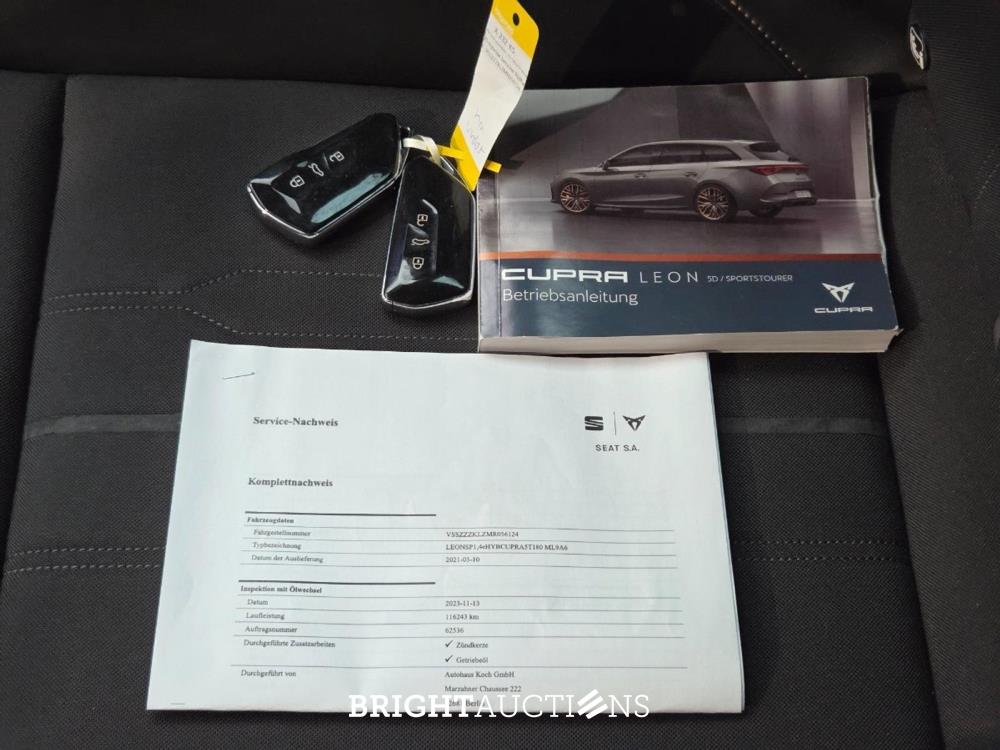 CUPRA LEON 5D / SPORTSTOURER
Betriebsanleitung
CUPRA
Service-Nachweis
SEAT S.A.
Komplettnachweis
Fahrzeugdaten
Fahrgestellnummer VSSZZZKLZMR056124
Typbezeichnung LEONSP1,4eHYBCUPRA5T180 ML9A6
Datum der Auslieferung 2021-03-10
Inspektion mit Ölwechsel
Datum 2023-11-13
Laufleistung 116243 km
Auftragsnummer 62536
Durchgeführte Zusatzarbeiten ✓ Zündkerze
✓ Getriebeöl
Durchgeführt von Autohaus Koch GmbH
Marzahner Chaussee 222
BRIGHTAUCTIONS